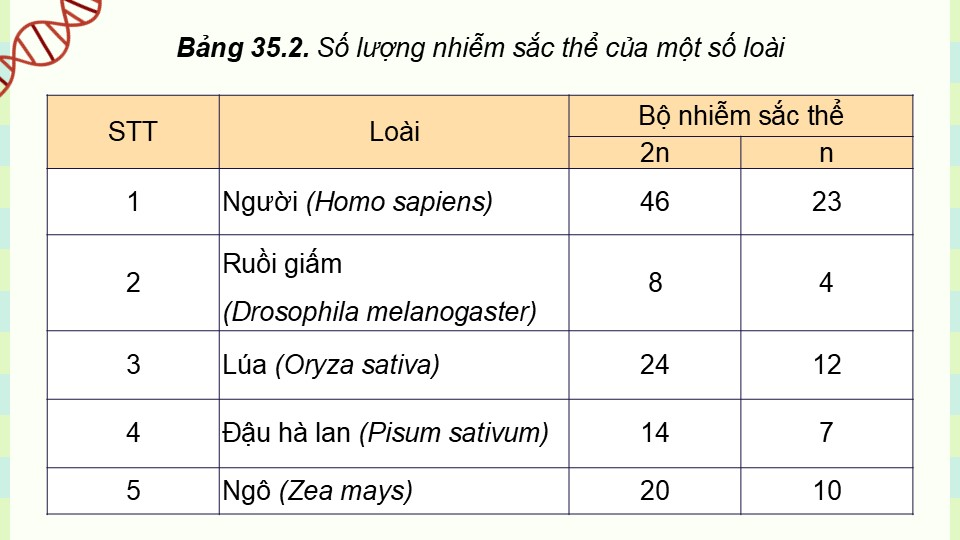 Bảng 35.2. Số lượng nhiễm sắc thể của một số loài
STT Loài Bộ nhiễm sắc thể
2n n
1 Người (Homo sapiens) 46 23
2 Ruồi giấm (Drosophila melanogaster) 8 4
3 Lúa (Oryza sativa) 24 12
4 Đậu hà lan (Pisum sativum) 14 7
5 Ngô (Zea mays) 20 10